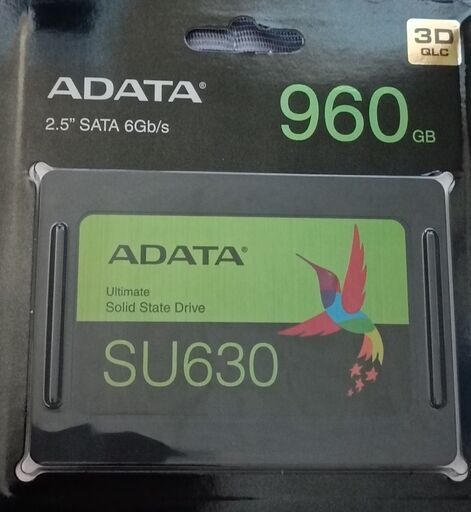 3D
QLC
ADATA®
2.5" SATA 6Gb/s
960 GB
ADATA®
Ultimate
Solid State Drive
SU630